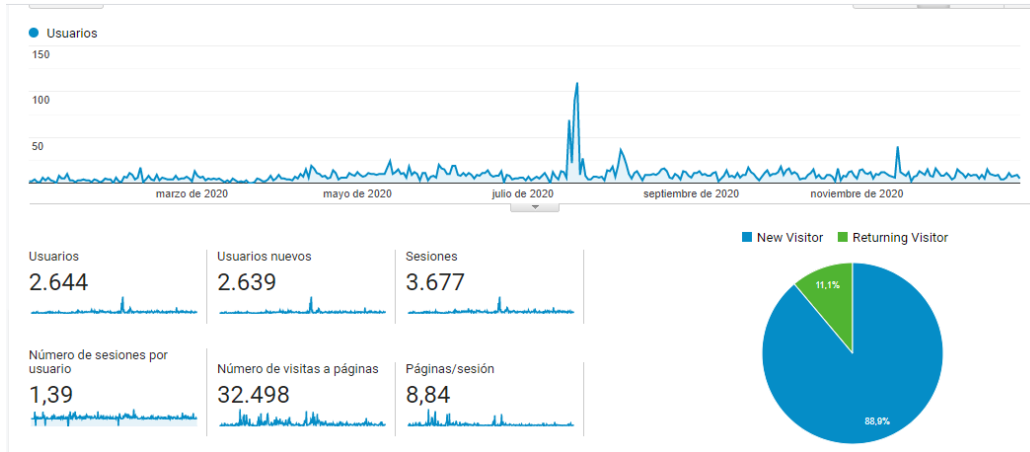 Usuarios
150
100
50
marzo de 2020
mayo de 2020
julio de 2020
septiembre de 2020
noviembre de 2020
Usuarios
2.644
Usuarios nuevos
2.639
Sesiones
3.677
Número de sesiones por
usuario
1,39
Número de visitas a páginas
32.498
Páginas/sesión
8,84
New Visitor
Returning Visitor
11,1%
88,9%